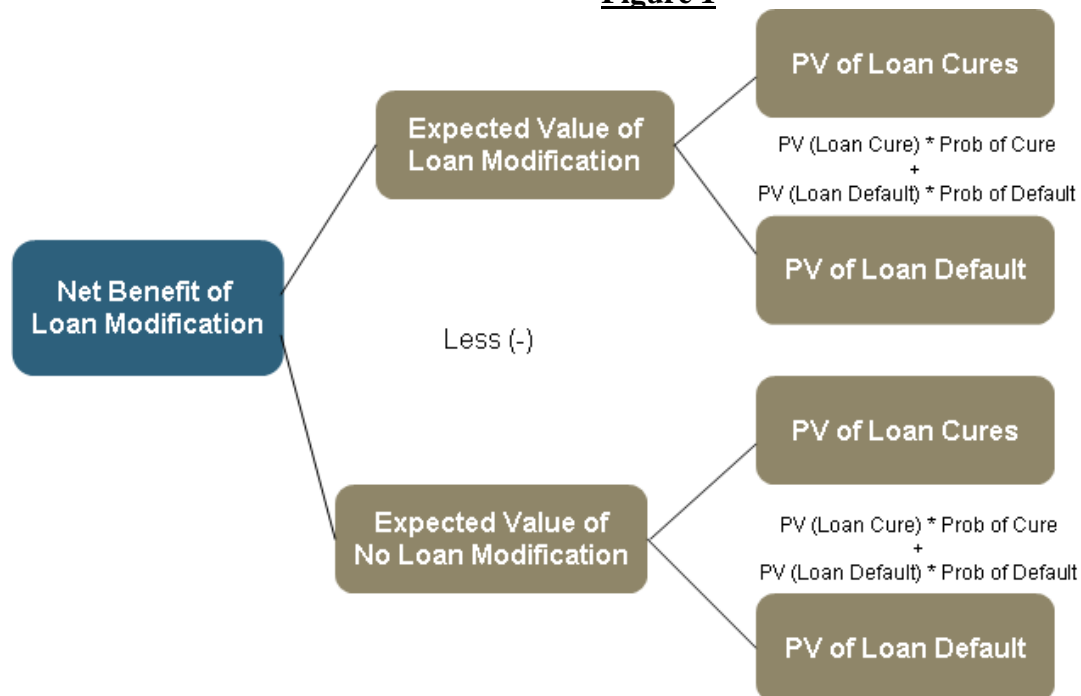 Figure 1
PV of Loan Cures
Expected Value of
Loan Modification
PV (Loan Cure) * Prob of Cure
+
PV (Loan Default) * Prob of Default
PV of Loan Default
Net Benefit of
Loan Modification
Less (-)
PV of Loan Cures
Expected Value of
No Loan Modification
PV (Loan Cure) * Prob of Cure
+
PV (Loan Default) * Prob of Default
PV of Loan Default